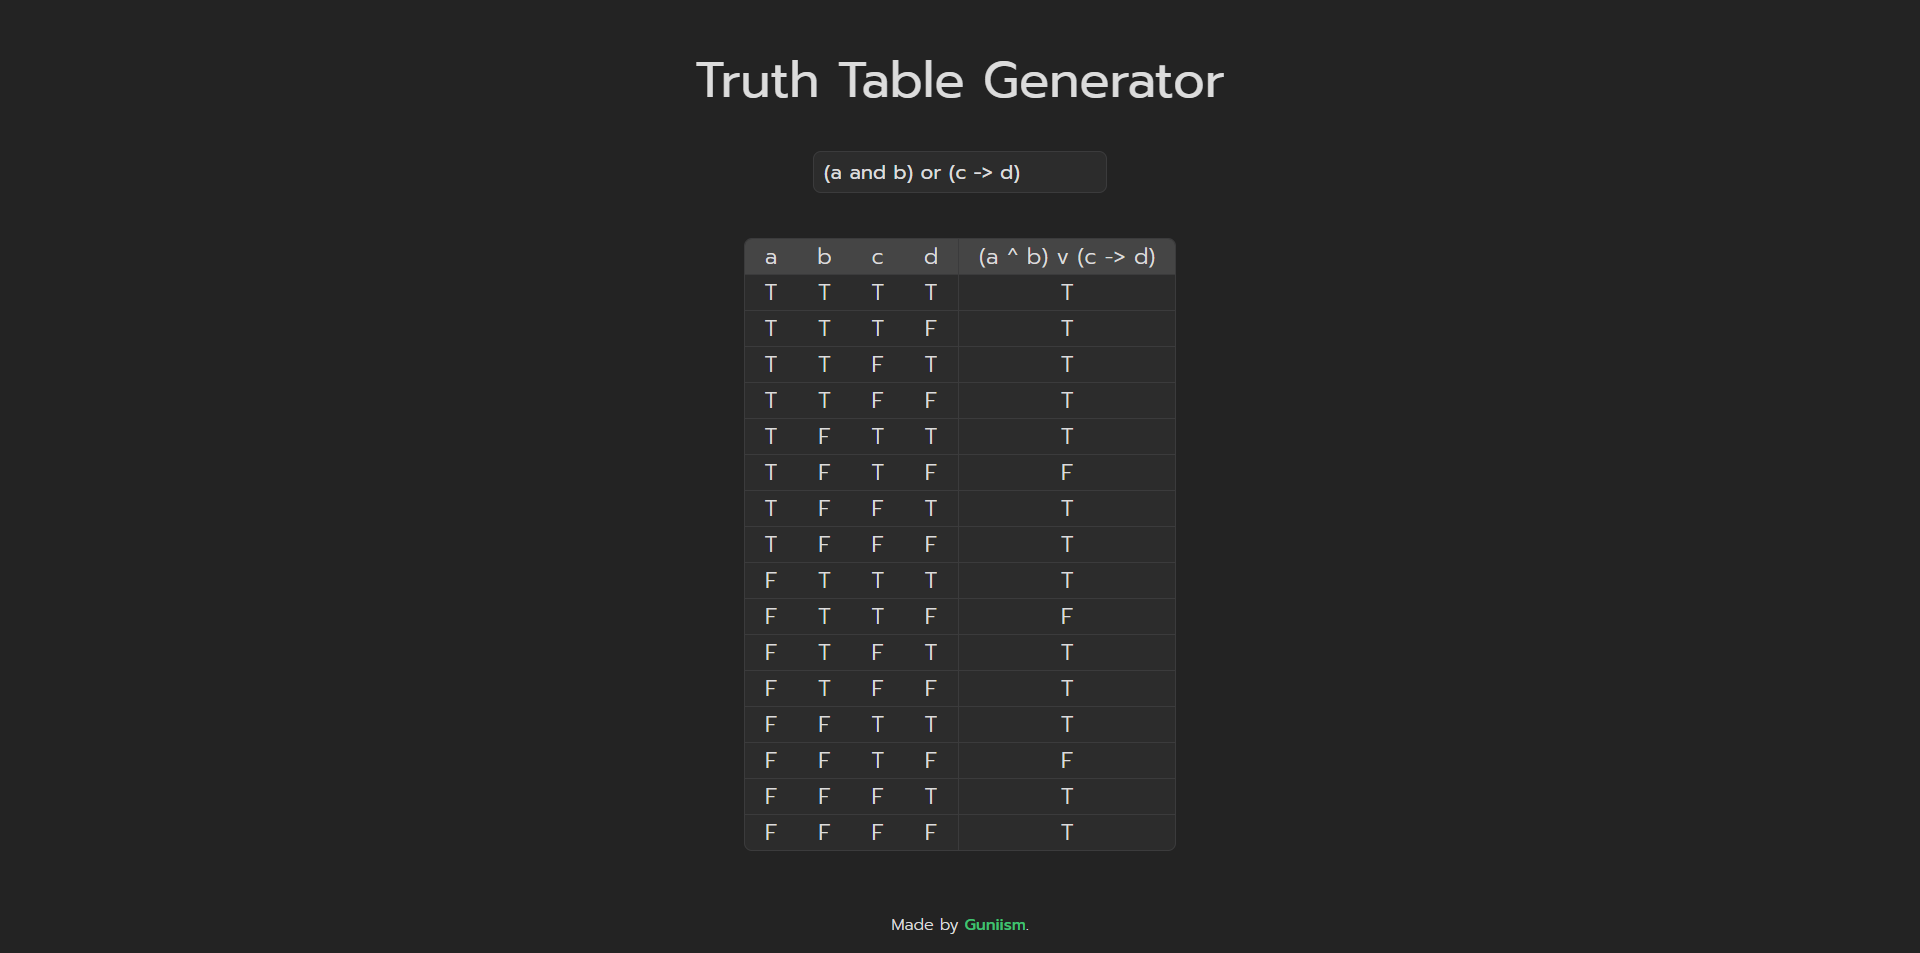 Truth Table Generator
(a and b) or (c -> d)
a b c d (a ^ b) v (c -> d)
T T T T T
T T T F T
T T F T T
T T F F T
T F T T T
T F T F F
T F F T T
T F F F T
F T T T T
F T T F F
F T F T T
F T F F T
F F T T T
F F T F F
F F F T T
F F F F T
Made by Guniism.